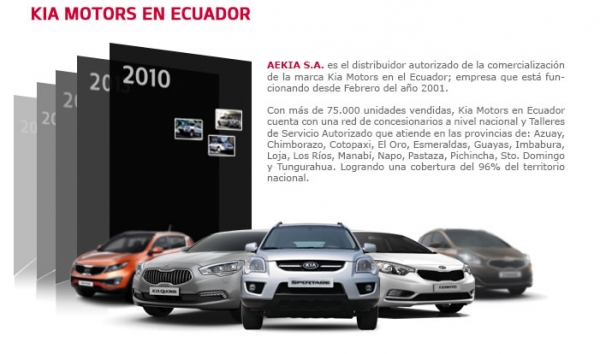 KIA MOTORS EN ECUADOR
2010
AEKIA S.A. es el distribuidor autorizado de la comercialización
de la marca Kia Motors en el Ecuador; empresa que está fun-
cionando desde Febrero del año 2001.
Con más de 75.000 unidades vendidas, Kia Motors en Ecuador
cuenta con una red de concesionarios a nivel nacional y Talleres
de Servicio Autorizado que atiende en las provincias de: Azuay,
Chimborazo, Cotopaxi, El Oro, Esmeraldas, Guayas, Imbabura,
Loja, Los Ríos, Manabí, Napo, Pastaza, Pichincha, Sto. Domingo
y Tungurahua. Logrando una cobertura del 96% del territorio
nacional.
KIA
KIA QUORIS
SPORTAGE
CERATO